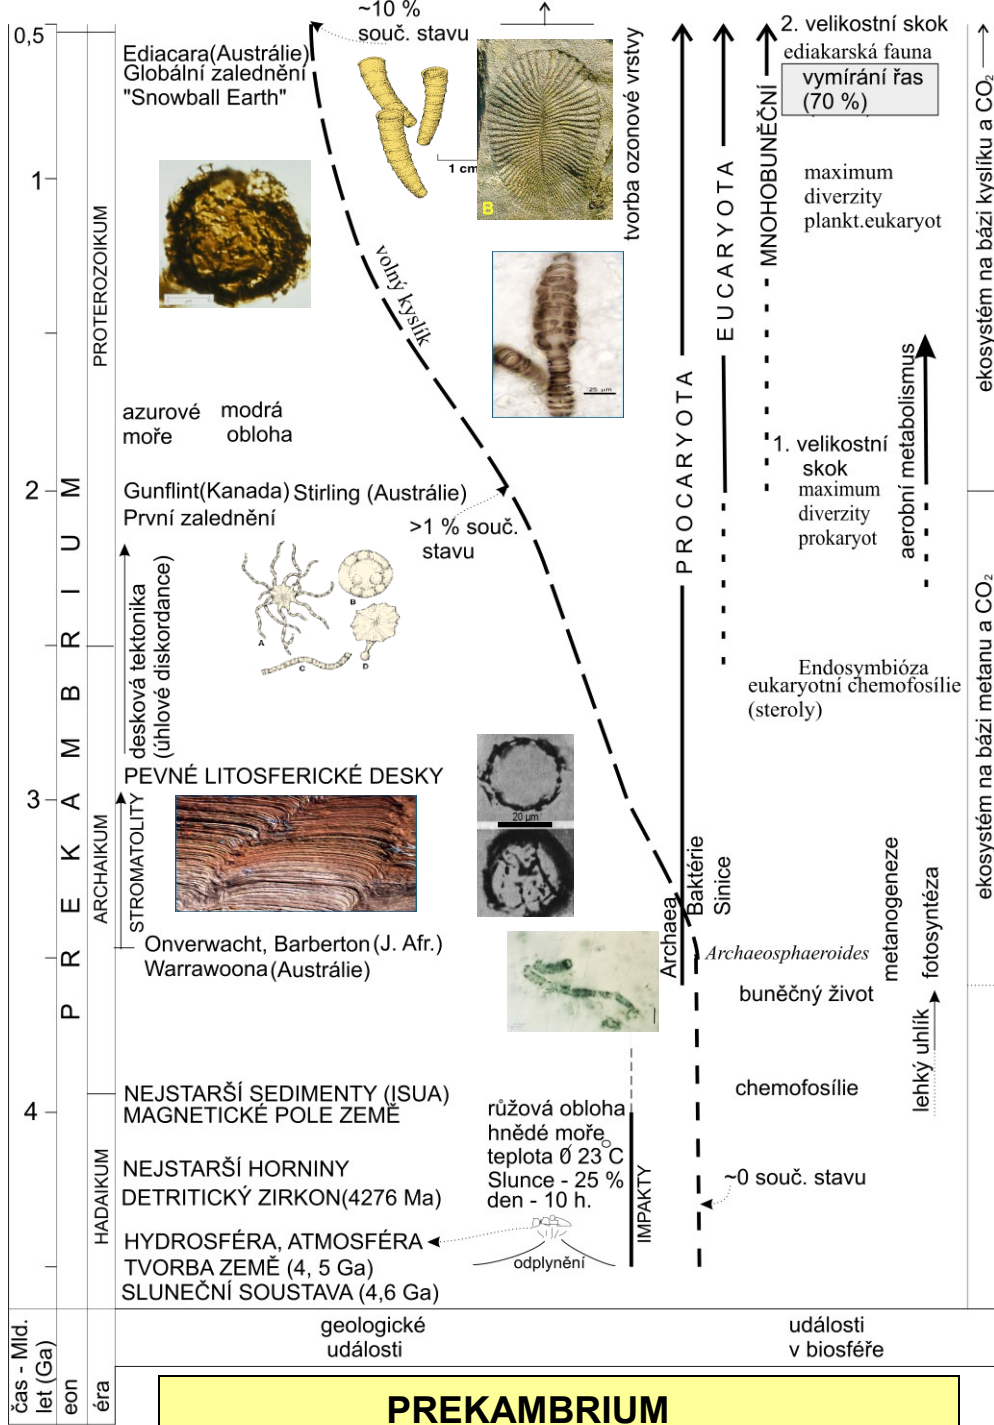 0,5
~10 %
souč. stavu
2. velikostní skok
ediakarská fauna
vymírání řas
(70 %)
Ediacara(Austrálie)
Globální zalednění
"Snowball Earth"
1 cm
B
tvorba ozonové vrstvy
MNOHOBUNĚČNÍ
EUCARYOTA
PROCARYOTA
ekosystém na bázi kyslíku a CO₂
1
maximum
diverzity
plankt.eukaryot
volný kyslík
PROTEROZOIKUM
25 µm
azurové moře
modrá obloha
1. velikostní
skok
maximum
diverzity
prokaryot
aerobní metabolismus
2
Gunflint(Kanada) Stirling (Austrálie)
První zalednění
>1 % souč.
stavu
A
B
C
D
desková tektonika
(úhlové diskordance)
PREKAMBRIUM
Endosymbióza
eukaryotní chemofosílie
(steroly)
ekosystém na bázi metanu a CO₂
PEVNÉ LITOSFERICKÉ DESKY
3
STROMATOLITY
ARCHAIKUM
20 µm
Archaea
Baktérie
Sinice
metanogeneze
fotosyntéza
Onverwacht, Barberton (J. Afr.)
Warrawoona (Austrálie)
Archaeosphaeroides
buněčný život
lehký uhlík
chemofosílie
NEJSTARŠÍ SEDIMENTY (ISUA)
MAGNETICKÉ POLE ZEMĚ
4
růžová obloha
hnědé moře
teplota 0̸ 23°C
Slunce - 25 %
den - 10 h.
IMPAKTY
~0 souč. stavu
HADAIKUM
NEJSTARŠÍ HORNINY
DETRITICKÝ ZIRKON(4276 Ma)
HYDROSFÉRA, ATMOSFÉRA
TVORBA ZEMĚ (4, 5 Ga)
SLUNEČNÍ SOUSTAVA (4,6 Ga)
odplynění
čas - Mld.
let (Ga)
eon
éra
geologické
události
události
v biosféře
PREKAMBRIUM